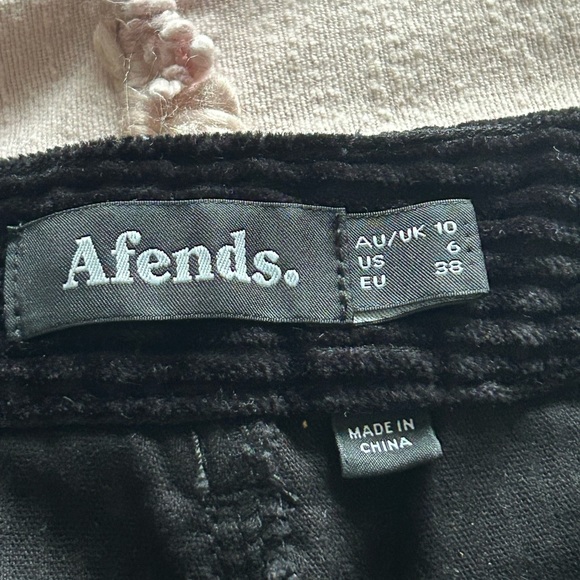 Afends.
AU/UK 10
US 6
EU 38
MADE IN
CHINA